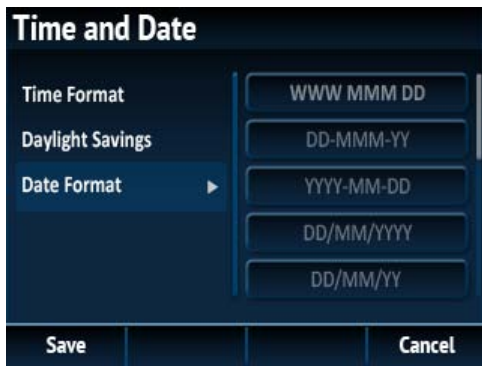 Time and Date
Time Format
Daylight Savings
Date Format
WWW MMM DD
DD-MMM-YY
YYYY-MM-DD
DD/MM/YYYY
DD/MM/YY
Save
Cancel